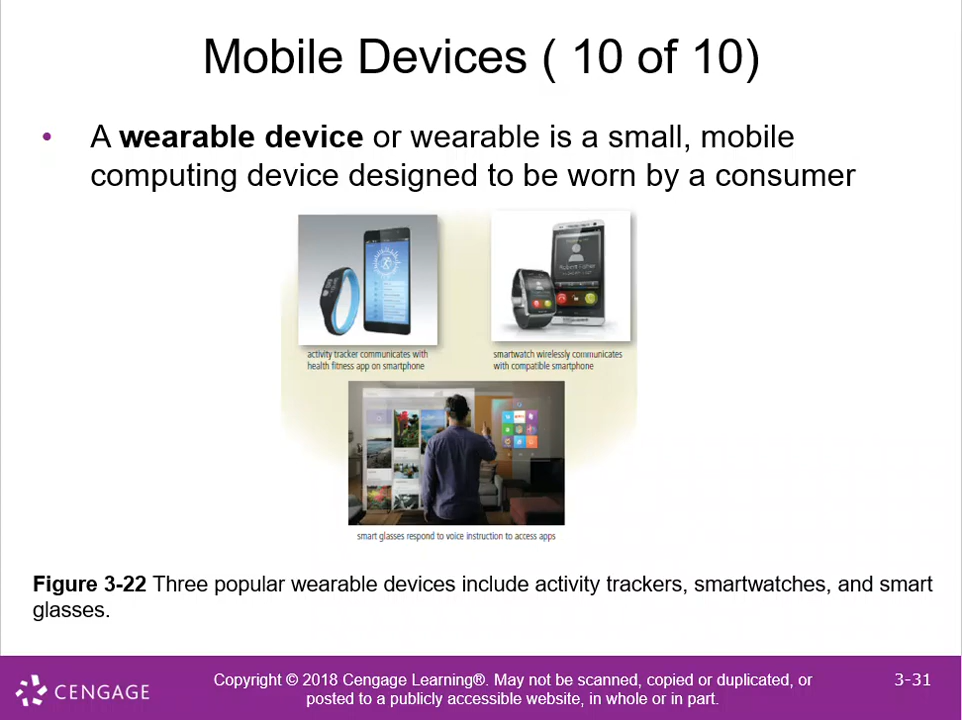 Mobile Devices ( 10 of 10)
• A wearable device or wearable is a small, mobile
computing device designed to be worn by a consumer
activity tracker communicates with
health fitness app on smartphone
smartwatch wirelessly communicates
with compatible smartphone
smart glasses respond to voice instruction to access apps
Figure 3-22 Three popular wearable devices include activity trackers, smartwatches, and smart
glasses.
CENGAGE
Copyright © 2018 Cengage Learning®. May not be scanned, copied or duplicated, or
posted to a publicly accessible website, in whole or in part.
3-31